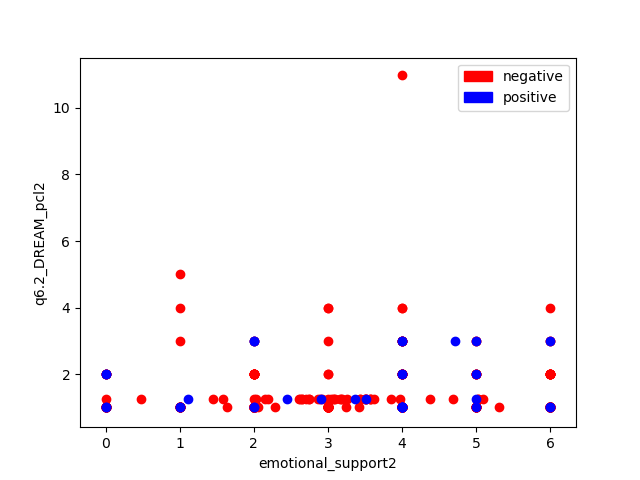 negative
positive
10
8
6
4
2
q6.2_DREAM_pcl2
0 1 2 3 4 5 6
emotional_support2